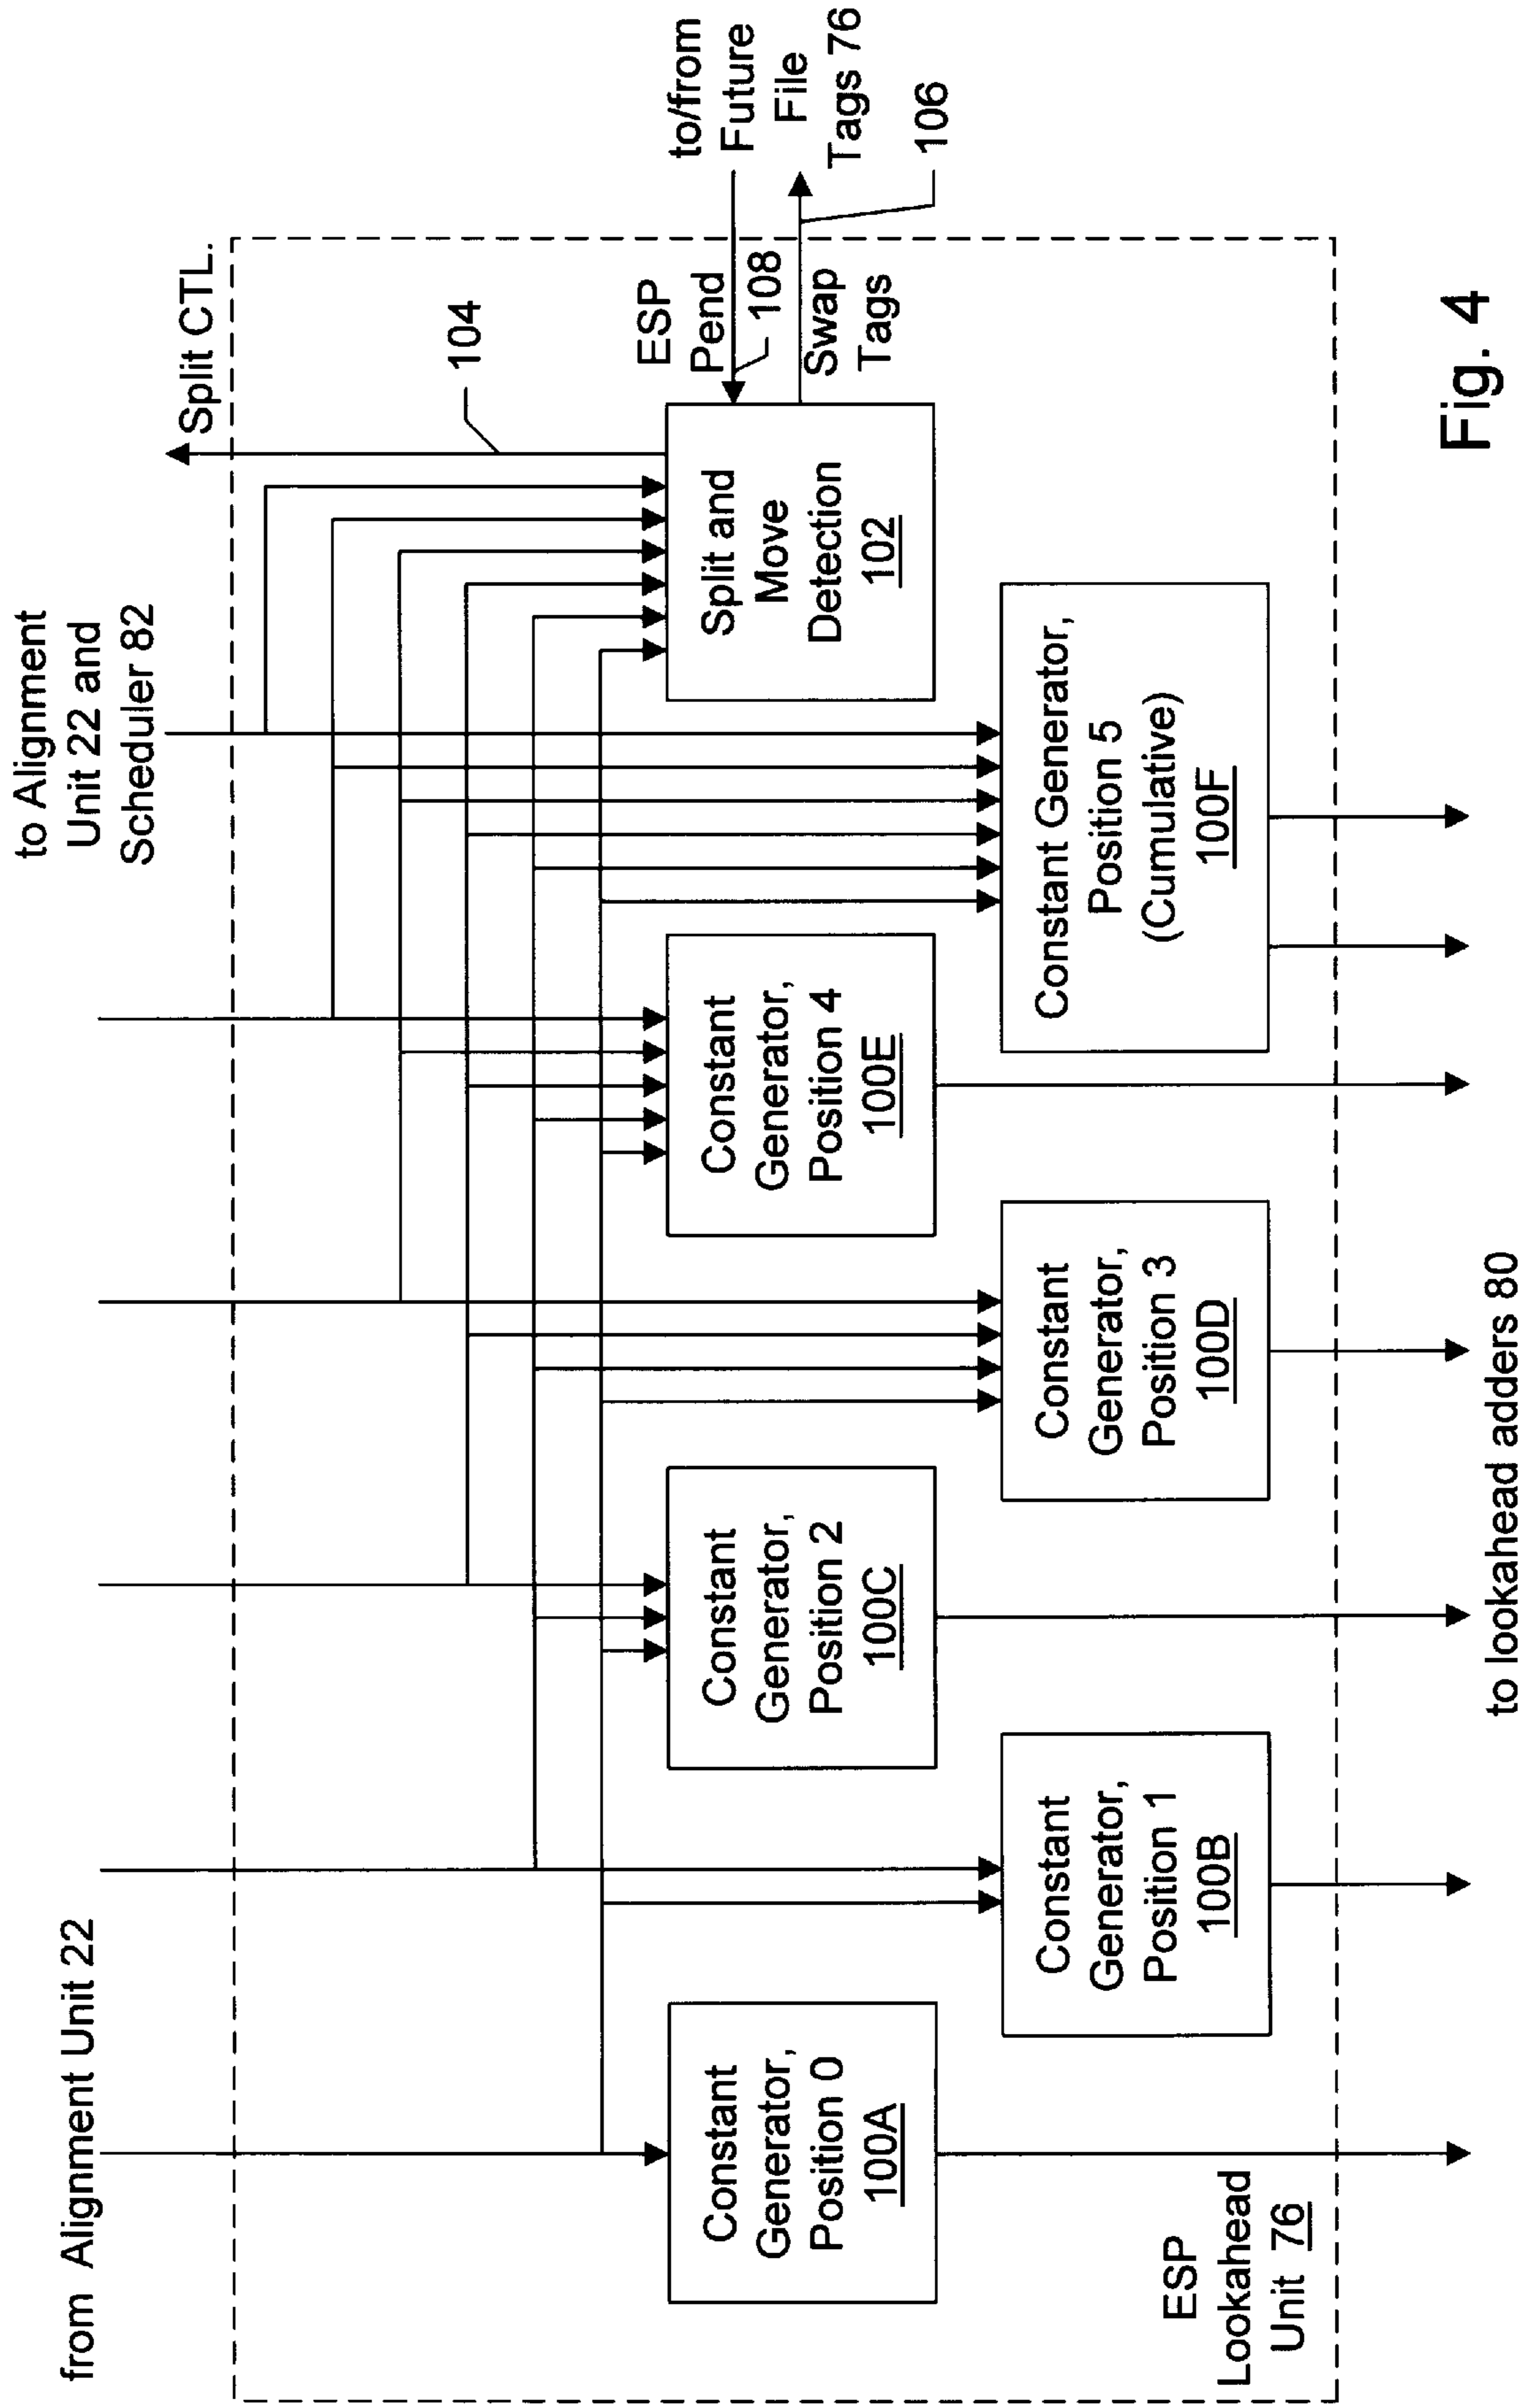 from Alignment Unit 22
to Alignment
Unit 22 and
Scheduler 82
Split CTL.
104
to/from
Future
File
Tags 76
106
ESP
Pend
108
Swap
Tags
Split and
Move
Detection
102
Constant
Generator,
Position 0
100A
Constant
Generator,
Position 1
100B
Constant
Generator,
Position 2
100C
Constant
Generator,
Position 3
100D
Constant
Generator,
Position 4
100E
Constant Generator,
Position 5
(Cumulative)
100F
ESP
Lookahead
Unit 76
to lookahead adders 80
Fig. 4